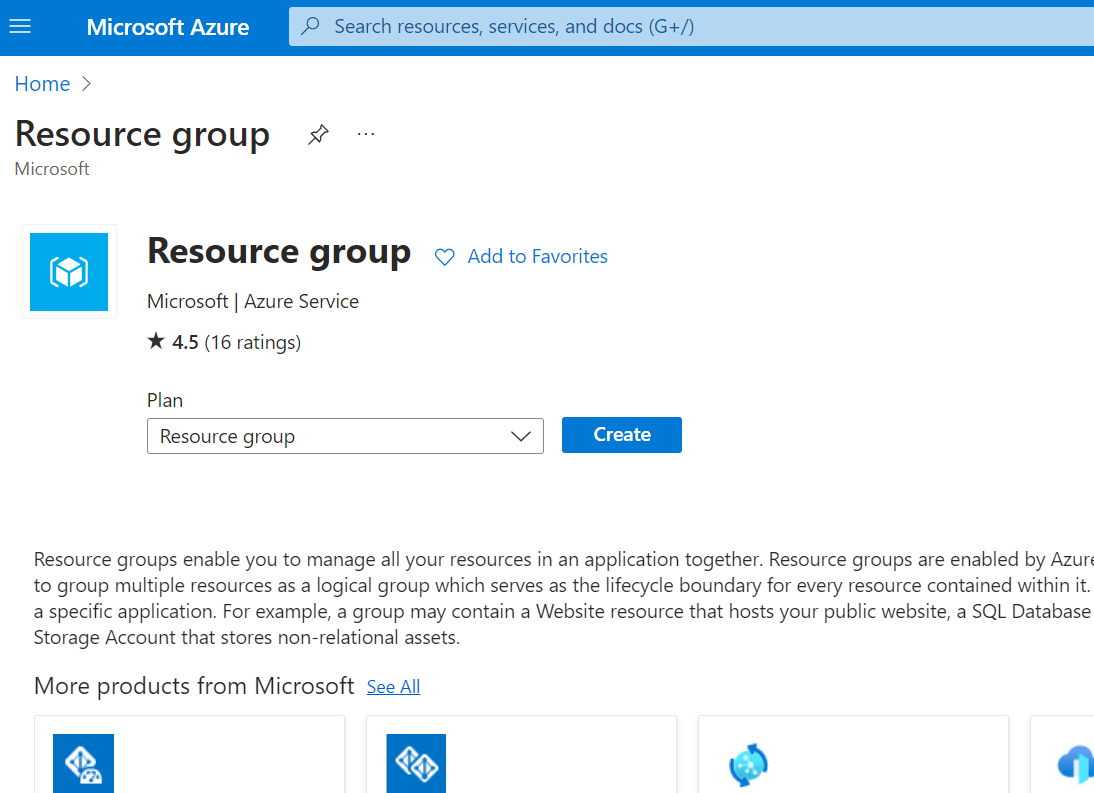 Microsoft Azure
Search resources, services, and docs (G+/)
Home
Resource group
...
Microsoft
Resource group
Add to Favorites
Microsoft | Azure Service
4.5 (16 ratings)
Plan
Resource group
Create
Resource groups enable you to manage all your resources in an application together. Resource groups are enabled by Azure
to group multiple resources as a logical group which serves as the lifecycle boundary for every resource contained within it.
a specific application. For example, a group may contain a Website resource that hosts your public website, a SQL Database
Storage Account that stores non-relational assets.
More products from Microsoft See All